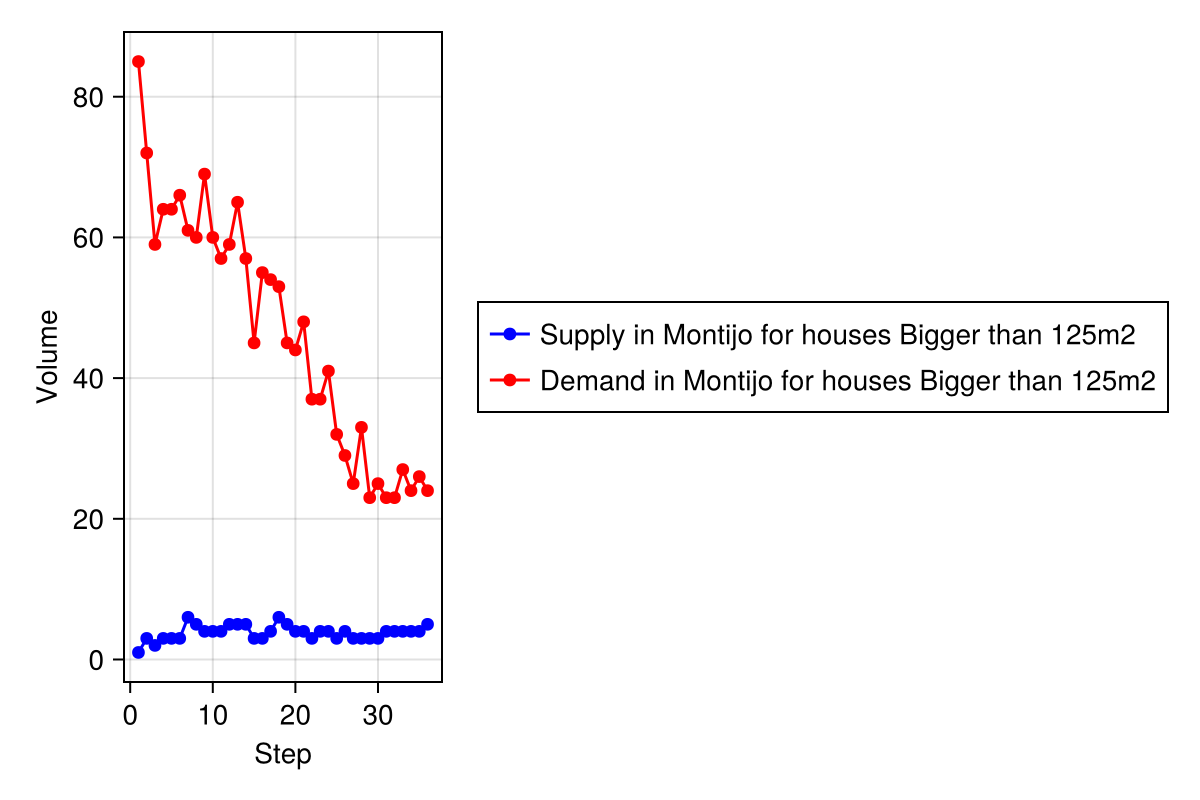 80
60
40
20
0
Volume
0 10 20 30
Step
Supply in Montijo for houses Bigger than 125m2
Demand in Montijo for houses Bigger than 125m2